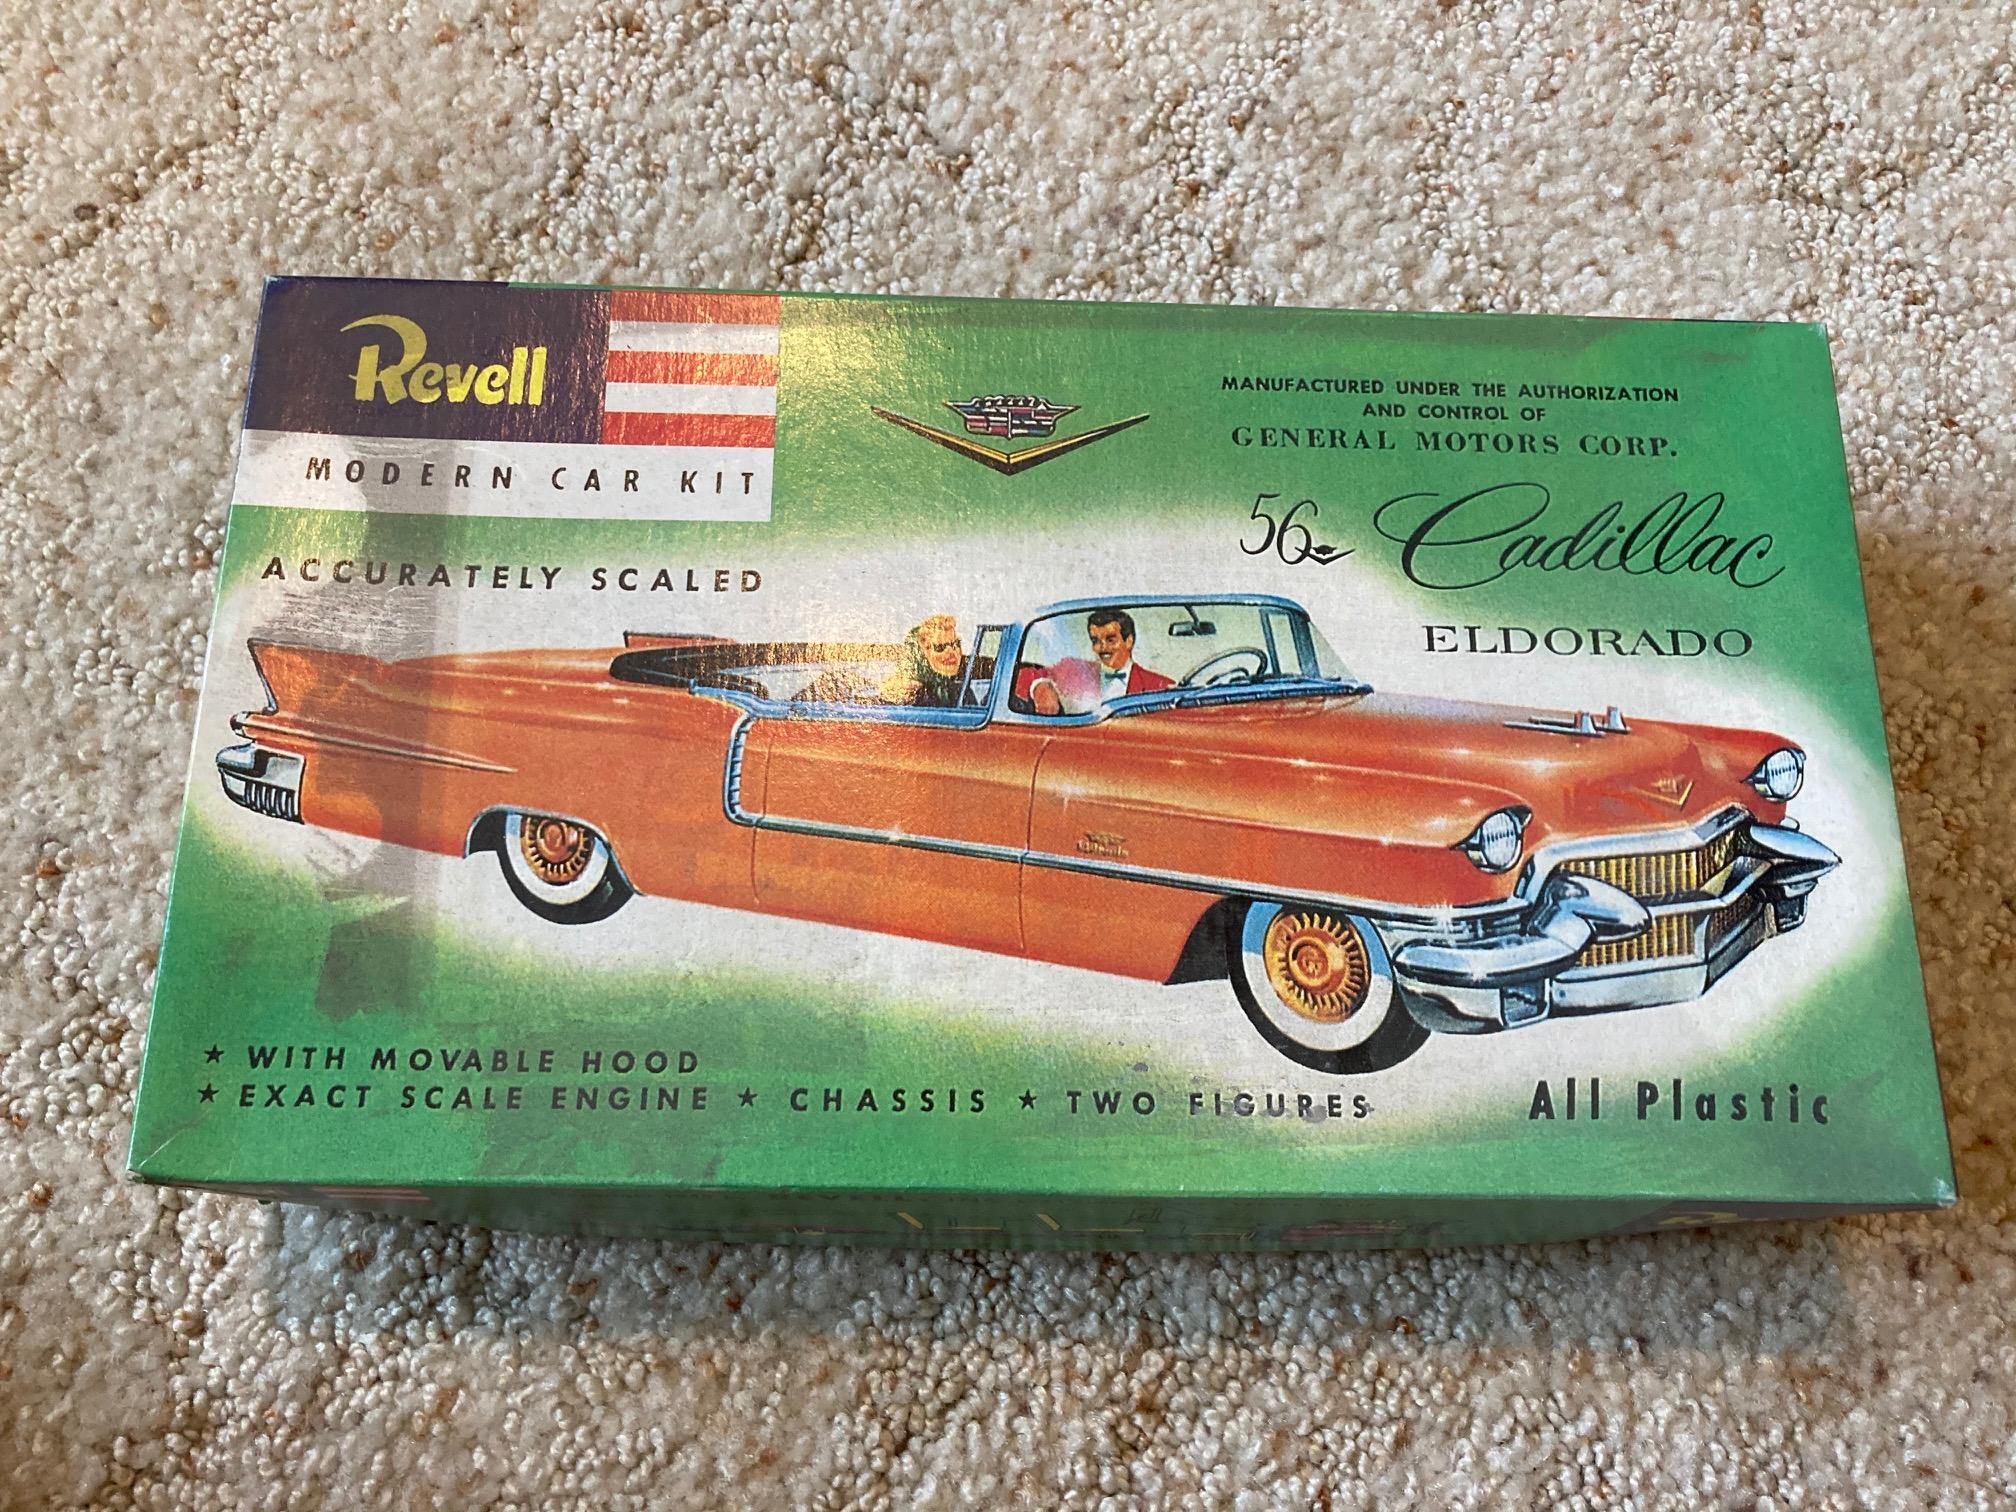 Revell
MODERN CAR KIT
ACCURATELY SCALED
MANUFACTURED UNDER THE AUTHORIZATION
AND CONTROL OF
GENERAL MOTORS CORP.
56 Cadillac
ELDORADO
★ WITH MOVABLE HOOD
★ EXACT SCALE ENGINE ★ CHASSIS ★ TWO FIGURES
All Plastic
REVELL